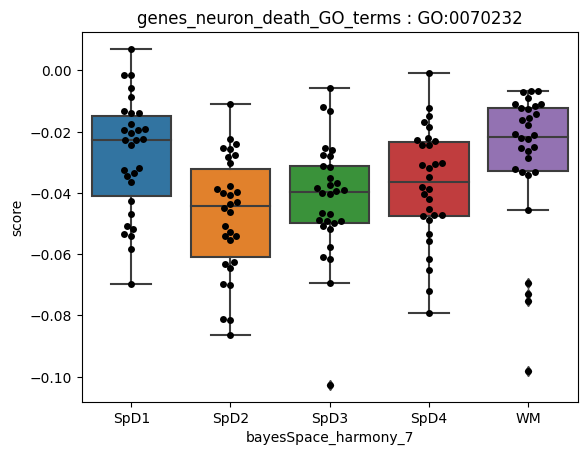 genes_neuron_death_GO_terms : GO:0070232
score
0.00
−0.02
−0.04
−0.06
−0.08
−0.10
SpD1 SpD2 SpD3 SpD4 WM
bayesSpace_harmony_7